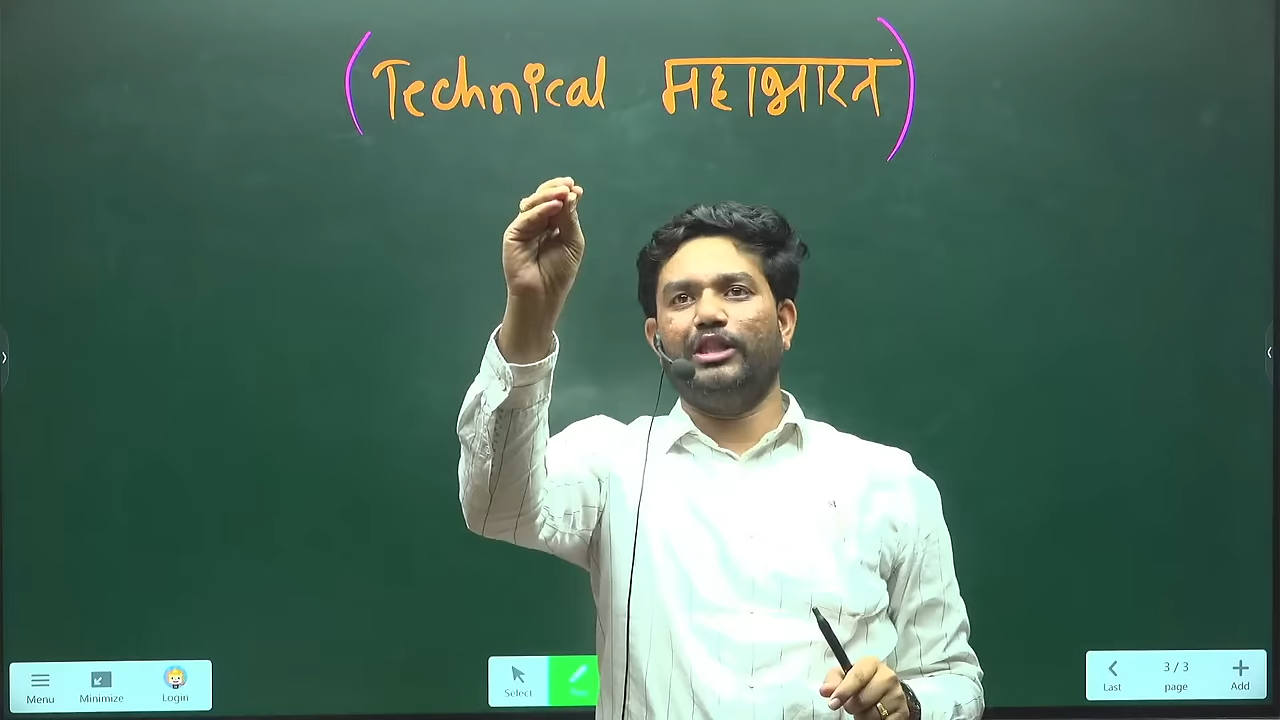 (Technical महाभारत)
Menu
Minimize
Login
Select
Last
3 / 3
page
Add